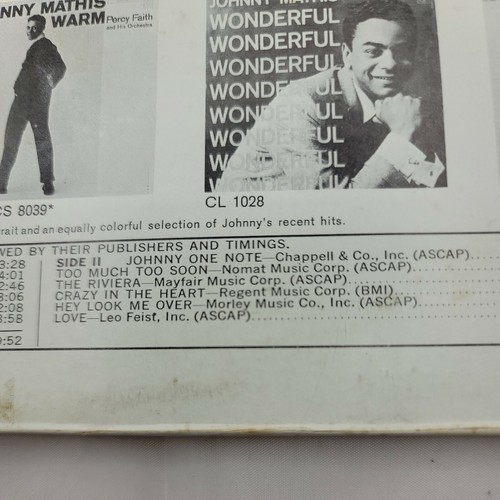 NNY MATHIS
WARM Percy Faith
and His Orchestra
JOHNNY MATHIS
WONDERFUL
WONDERFUL
WONDERFUL
WONDERFUL
WONDERFUL
WONDERFUL
WONDERFUL
WONDERFUL
CS 8039*
CL 1028
rait and an equally colorful selection of Johnny's recent hits.
WED BY THEIR PUBLISHERS AND TIMINGS.
3:28 SIDE II JOHNNY ONE NOTE—Chappell & Co., Inc. (ASCAP)
4:01 TOO MUCH TOO SOON—Nomat Music Corp. (ASCAP)
2:46 THE RIVIERA—Mayfair Music Corp. (ASCAP)
3:06 CRAZY IN THE HEART—Regent Music Corp. (BMI)
2:08 HEY LOOK ME OVER—Morley Music Co., Inc. (ASCAP)
3:58 LOVE—Leo Feist, Inc. (ASCAP)
9:52